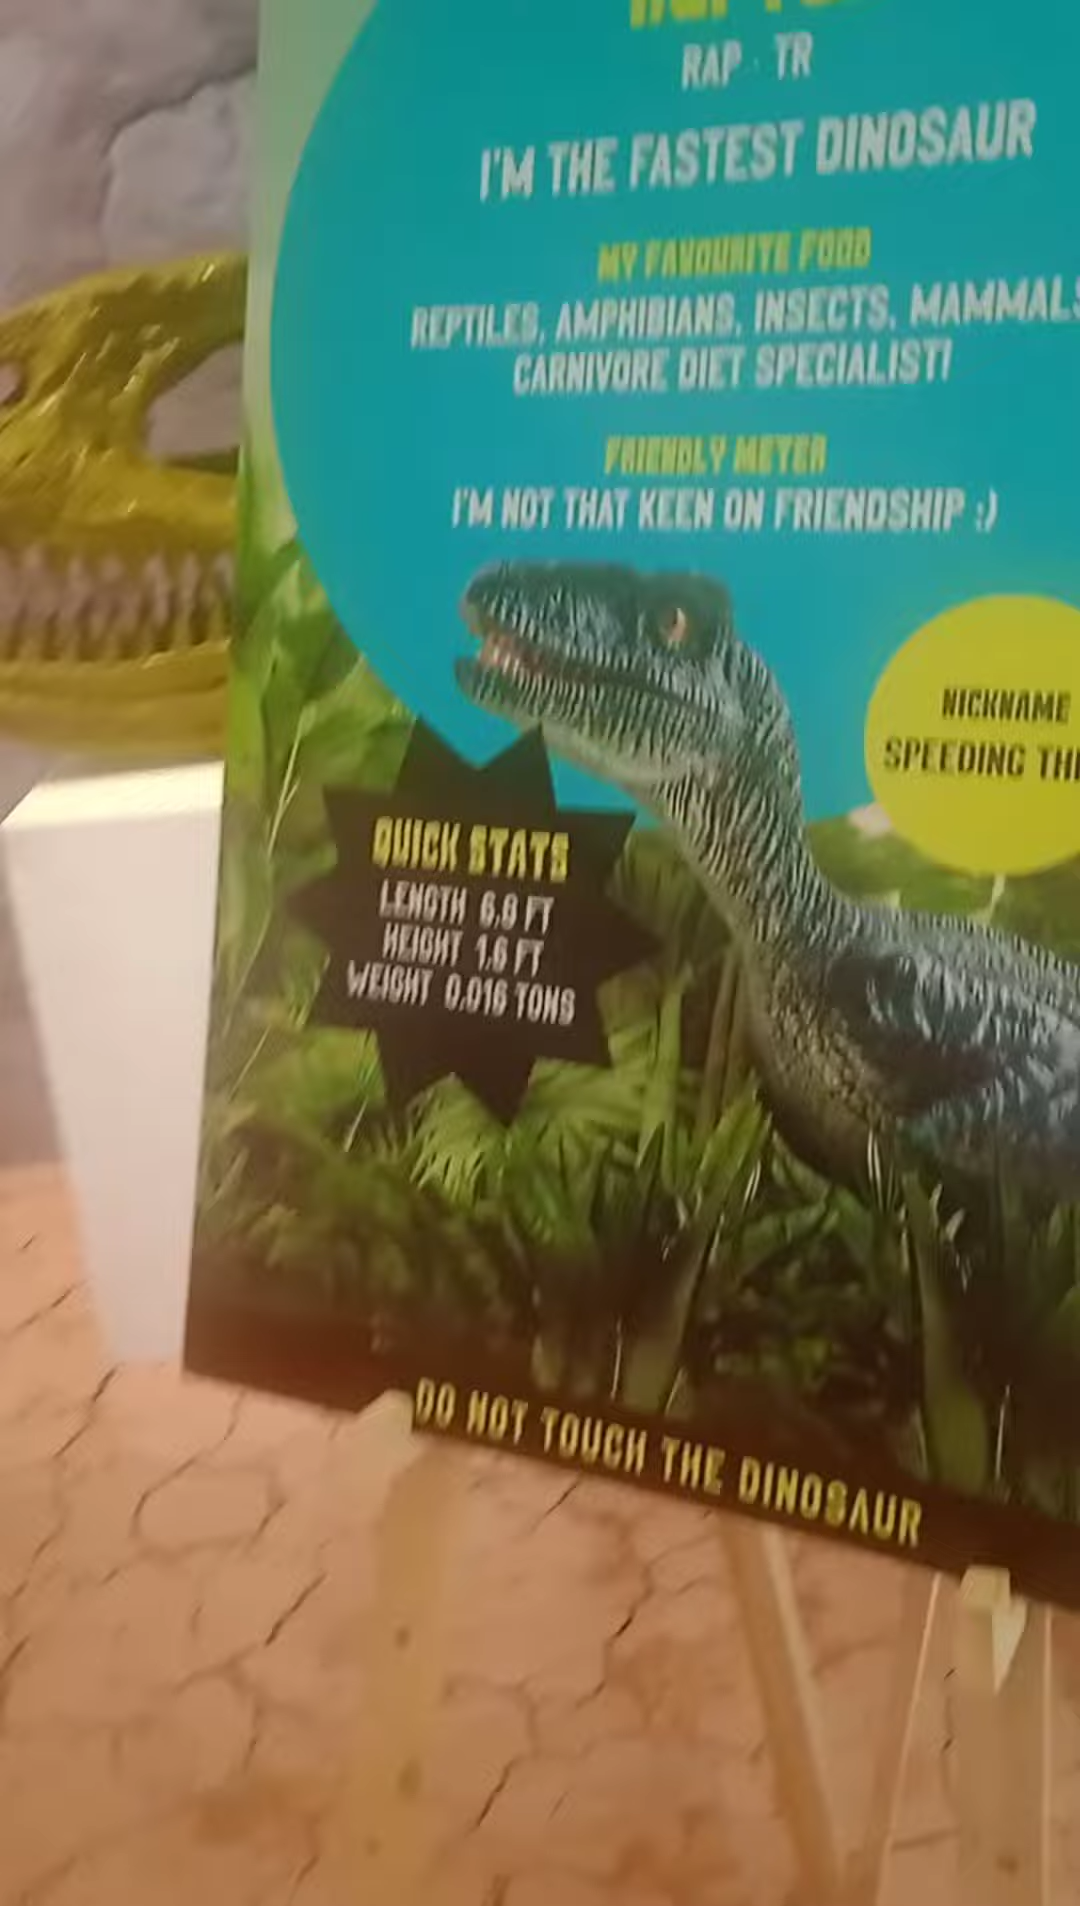 RAP · TR
I'M THE FASTEST DINOSAUR
MY FAVOURITE FOOD
REPTILES, AMPHIBIANS, INSECTS, MAMMALS
CARNIVORE DIET SPECIALIST!
FRIENDLY METER
I'M NOT THAT KEEN ON FRIENDSHIP :)
NICKNAME
SPEEDING
QUICK STATS
LENGTH 6.8 FT
HEIGHT 1.6 FT
WEIGHT 0.016 TONS
DO NOT TOUCH THE DINOSAUR